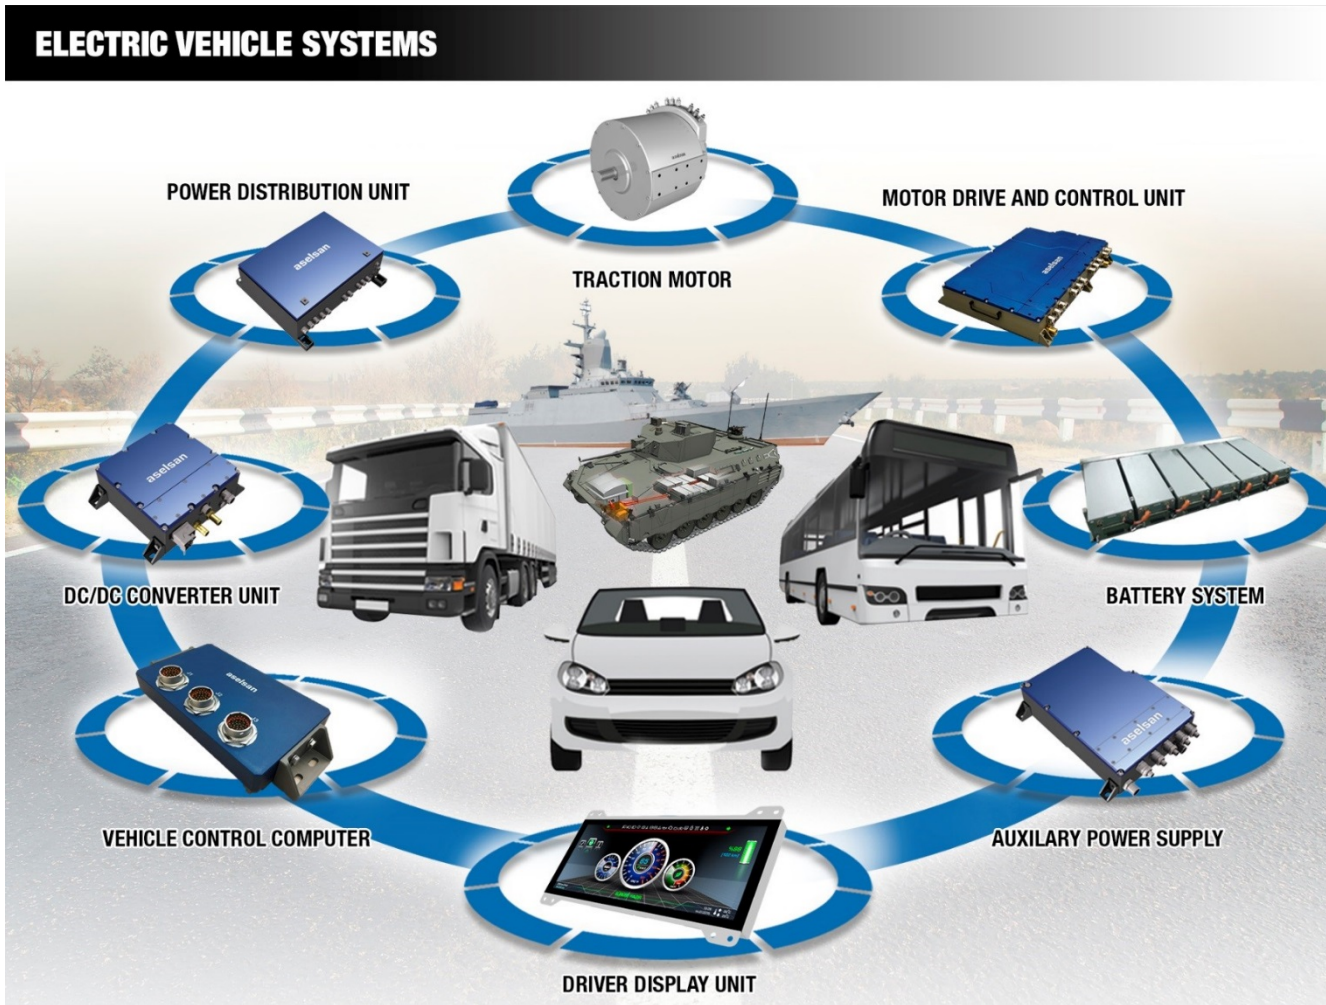 ELECTRIC VEHICLE SYSTEMS
POWER DISTRIBUTION UNIT
aselsan
TRACTION MOTOR
MOTOR DRIVE AND CONTROL UNIT
aselsan
aselsan
DC/DC CONVERTER UNIT
BATTERY SYSTEM
aselsan
VEHICLE CONTROL COMPUTER
aselsan
AUXILARY POWER SUPPLY
DRIVER DISPLAY UNIT